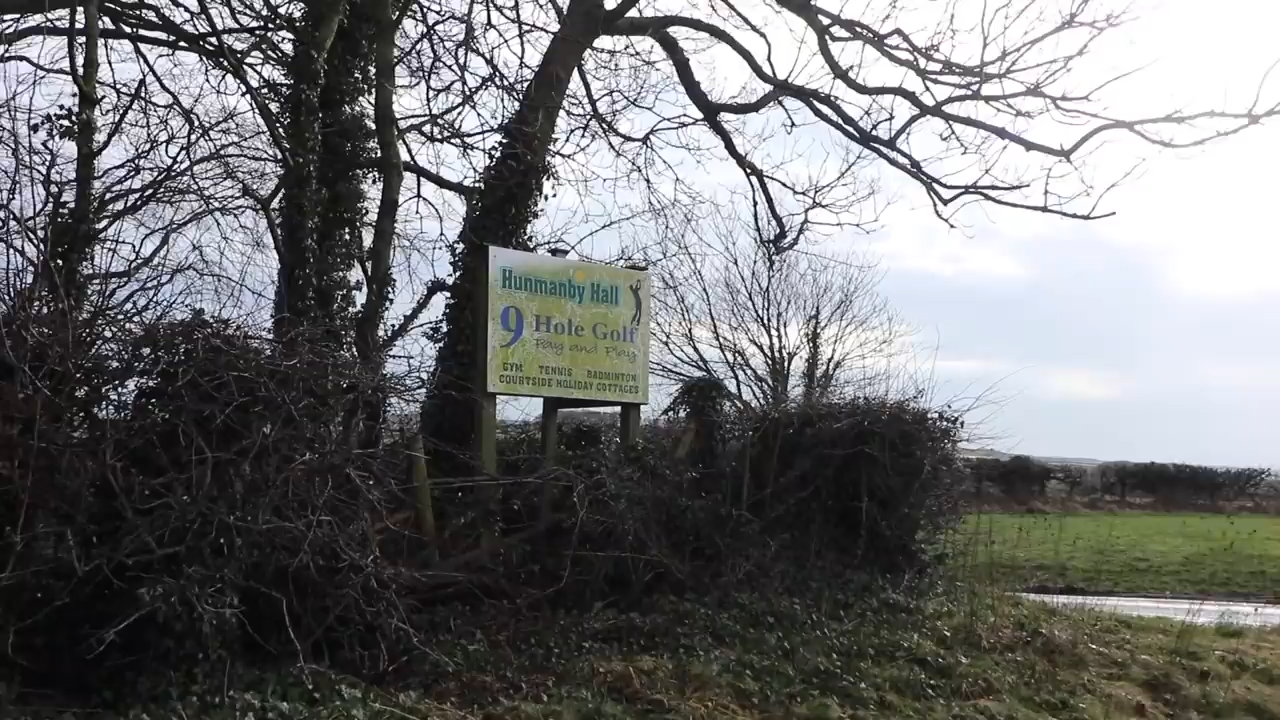 Hunmanby Hall
9 Hole Golf
Pay and Play
GYM TENNIS BADMINTON
COURTSIDE HOLIDAY COTTAGES